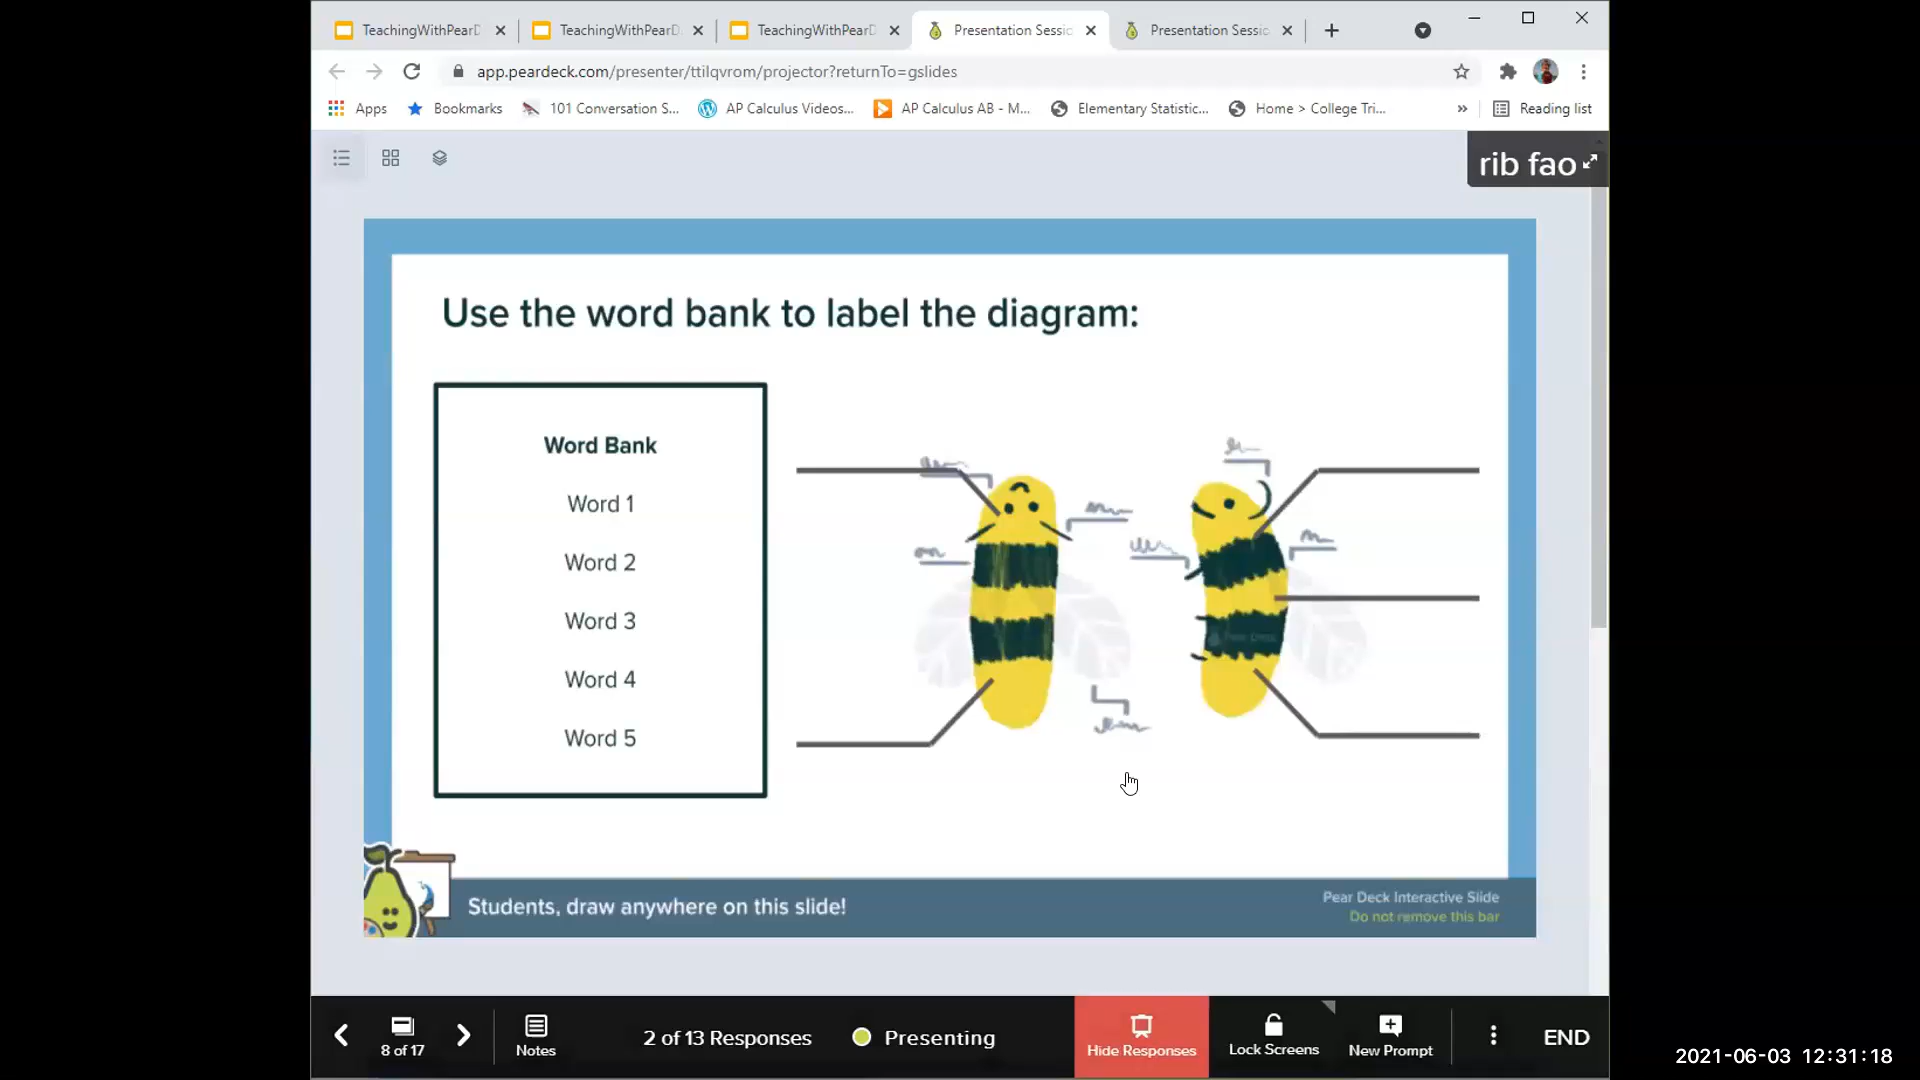 TeachingWithPearD
TeachingWithPearD
TeachingWithPearD
Presentation Sessic
Presentation Sessic
app.peardeck.com/presenter/ttilqvrom/projector?returnTo=gslides
Apps
Bookmarks
101 Conversation S...
AP Calculus Videos...
AP Calculus AB - M...
Elementary Statistic...
Home > College Tri...
»
Reading list
rib fao
Use the word bank to label the diagram:
Word Bank
Word 1
Word 2
Word 3
Word 4
Word 5
Students, draw anywhere on this slide!
Pear Deck Interactive Slide
Do not remove this bar
8 of 17
Notes
2 of 13 Responses
Presenting
Hide Responses
Lock Screens
New Prompt
END
2021-06-03 12:31:18